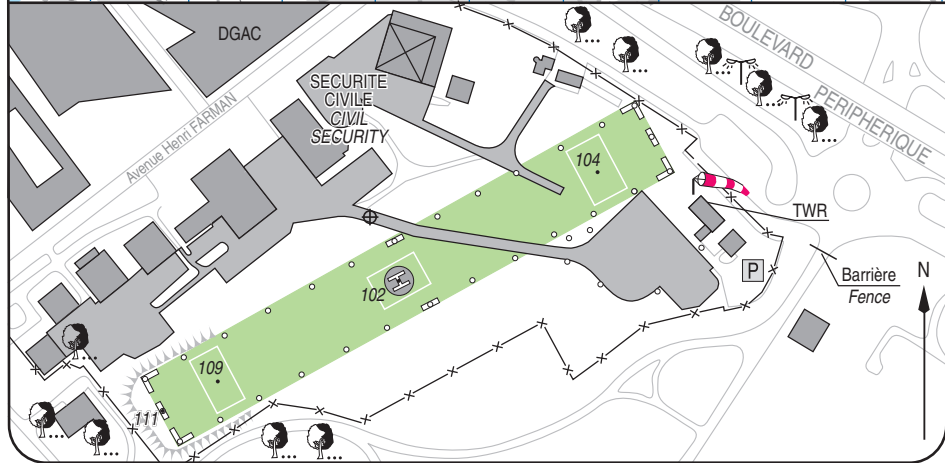 DGAC
BOULEVARD
PERIPHERIQUE
SECURITE
CIVILE
CIVIL
SECURITY
Avenue Henri FARMAN
104
TWR
102
P
Barrière
Fence
N
109
111